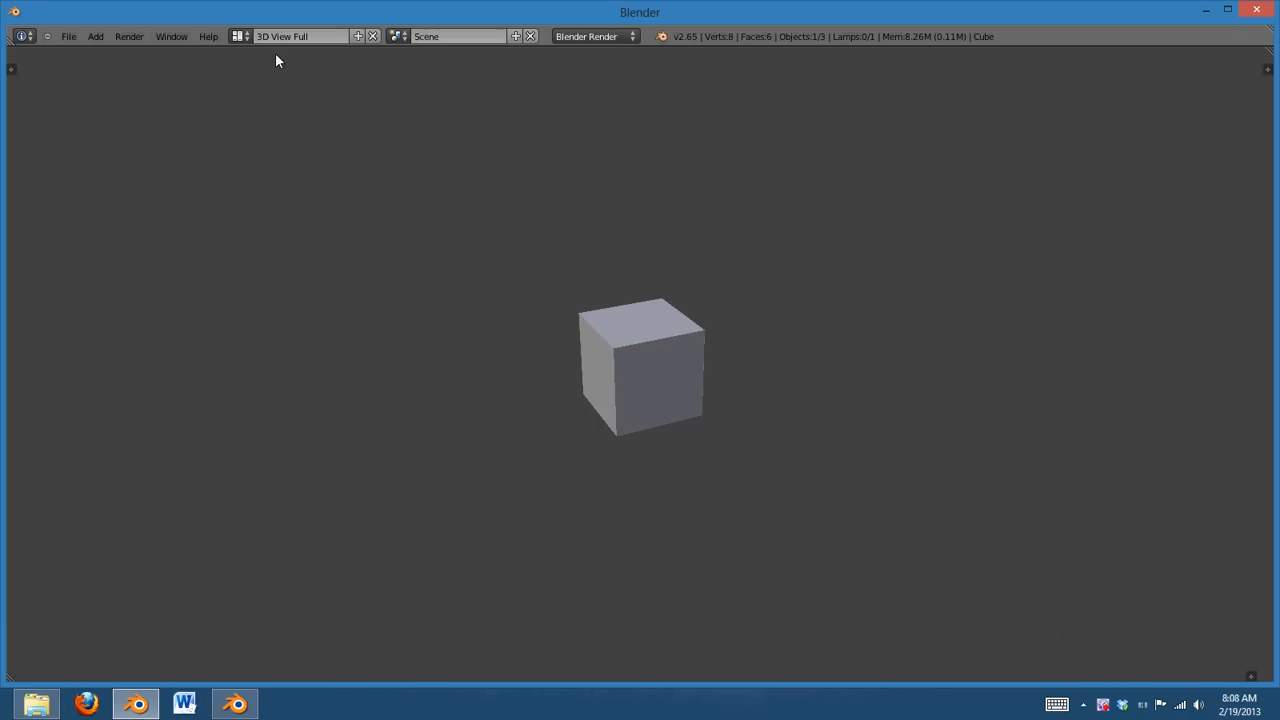 Blender
File Add Render Window Help 3D View Full Scene Blender Render v2.65 | Verts:8 | Faces:6 | Objects:1/3 | Lamps:0/1 | Mem:8.26M (0.11M) | Cube
8:08 AM
2/19/2013